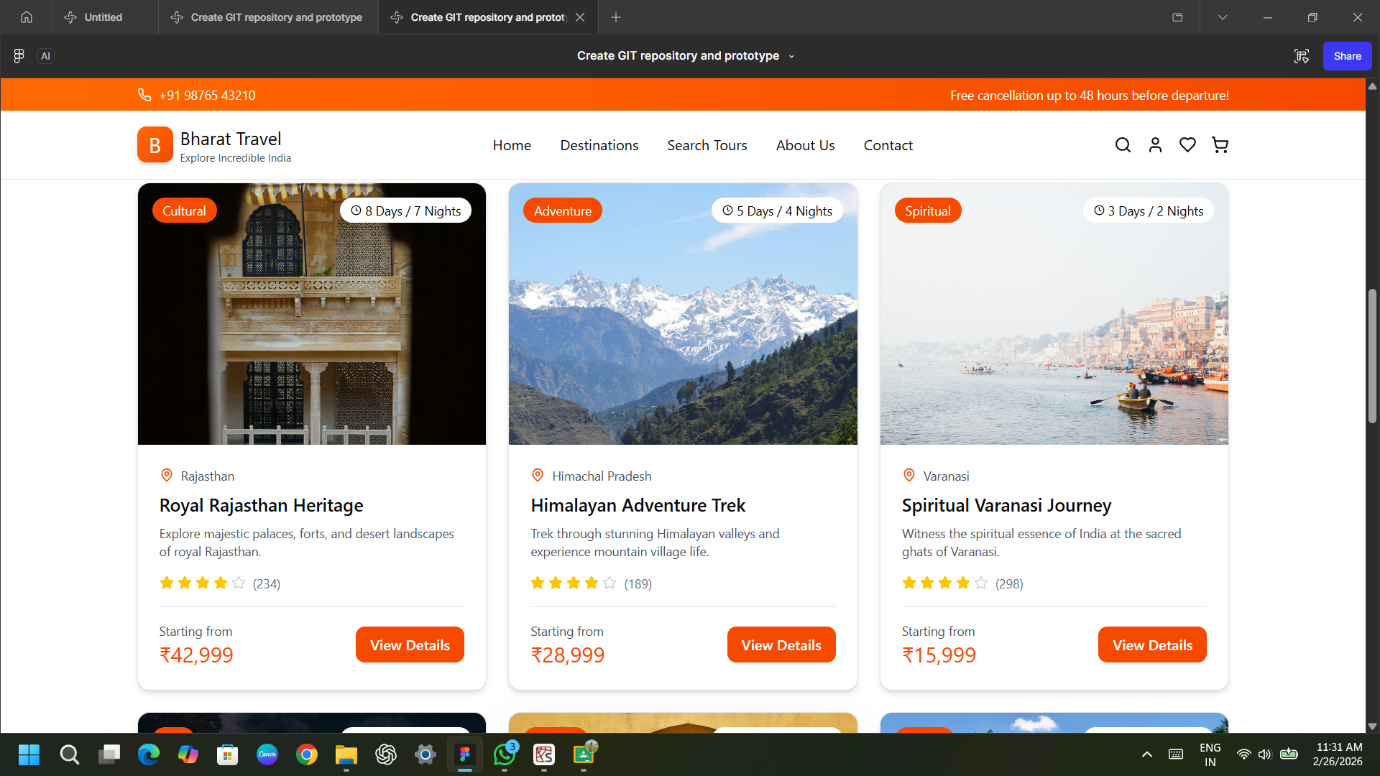 Untitled
Create GIT repository and prototype
Create GIT repository and protot
AI
Create GIT repository and prototype
Share
+91 98765 43210
Free cancellation up to 48 hours before departure!
B
Bharat Travel
Explore Incredible India
Home
Destinations
Search Tours
About Us
Contact
Cultural
8 Days / 7 Nights
Rajasthan
Royal Rajasthan Heritage
Explore majestic palaces, forts, and desert landscapes
of royal Rajasthan.
(234)
Starting from
₹42,999
View Details
Adventure
5 Days / 4 Nights
Himachal Pradesh
Himalayan Adventure Trek
Trek through stunning Himalayan valleys and
experience mountain village life.
(189)
Starting from
₹28,999
View Details
Spiritual
3 Days / 2 Nights
Varanasi
Spiritual Varanasi Journey
Witness the spiritual essence of India at the sacred
ghats of Varanasi.
(298)
Starting from
₹15,999
View Details
Canva
3
ENG
IN
11:31 AM
2/26/2026